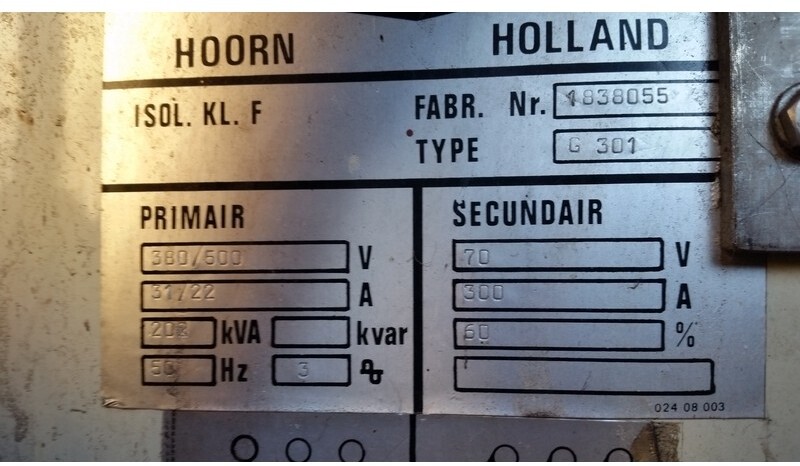 HOORN HOLLAND
ISOL. KL. F FABR. Nr. 1838055
TYPE G 301
PRIMAIR
380/500 V
31/22 A
kVA kvar
50 Hz 3
SECUNDAIR
70 V
300 A
60 %
024 08 003